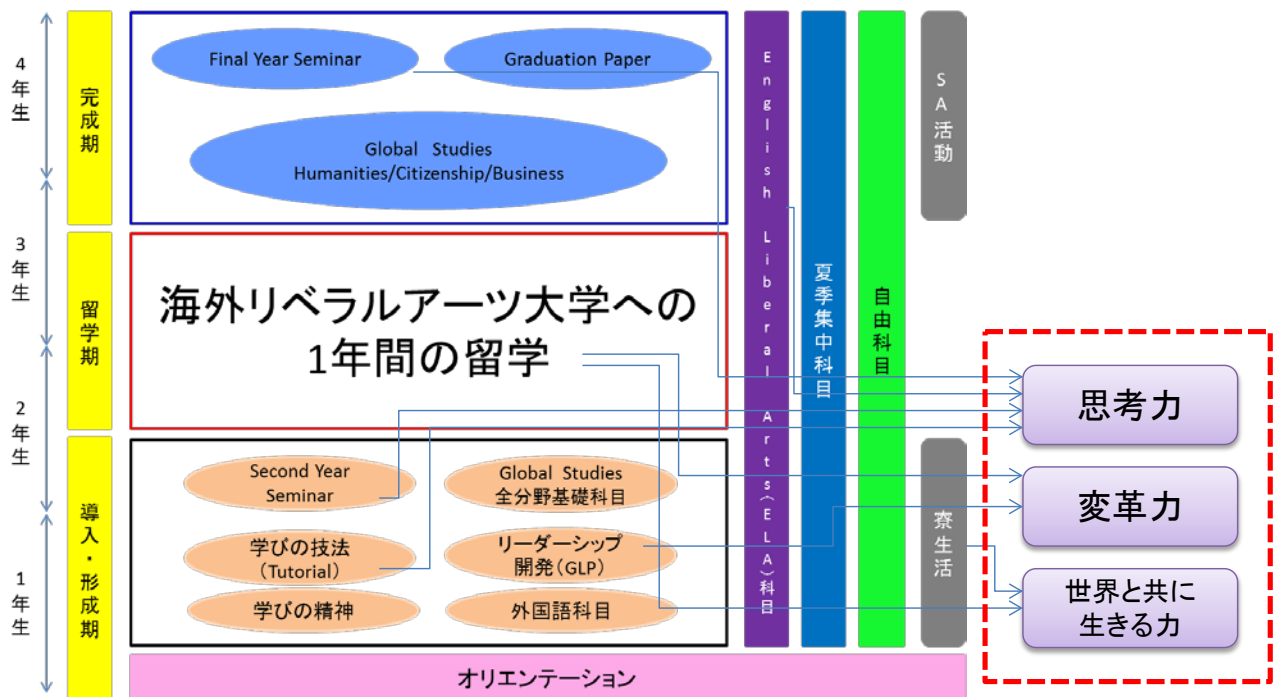 4年生
3年生
2年生
1年生
完成期
留学期
導入・形成期
Final Year Seminar
Graduation Paper
Global Studies
Humanities/Citizenship/Business
海外リベラルアーツ大学への
1年間の留学
Second Year
Seminar
Global Studies
全分野基礎科目
学びの技法
(Tutorial)
リーダーシップ
開発(GLP)
学びの精神
外国語科目
オリエンテーション
English Liberal Arts(ELA)科目
夏季集中科目
自由科目
SA活動
寮生活
思考力
変革力
世界と共に
生きる力